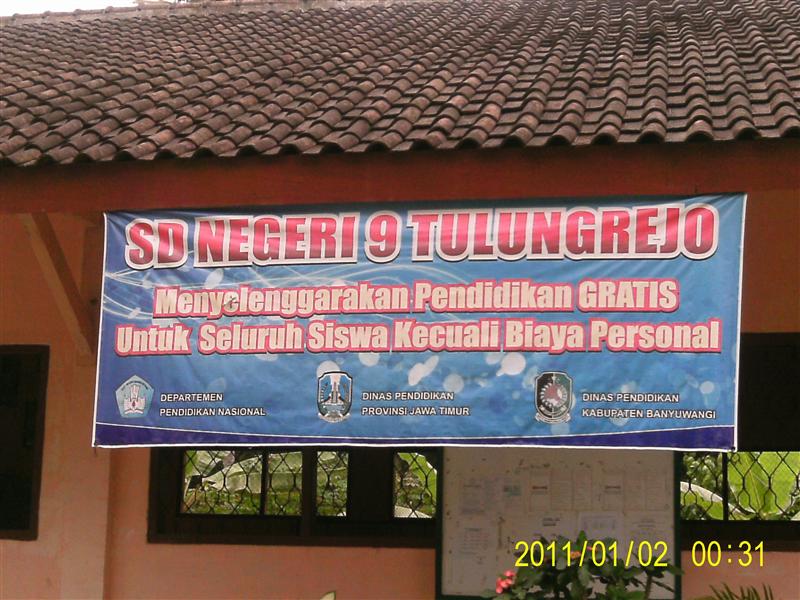 SD NEGERI 9 TULUNGREJO
Menyelenggarakan Pendidikan GRATIS
Untuk Seluruh Siswa Kecuali Biaya Personal
DEPARTEMEN
PENDIDIKAN NASIONAL
DINAS PENDIDIKAN
PROVINSI JAWA TIMUR
DINAS PENDIDIKAN
KABUPATEN BANYUWANGI
2011/01/02 00:31